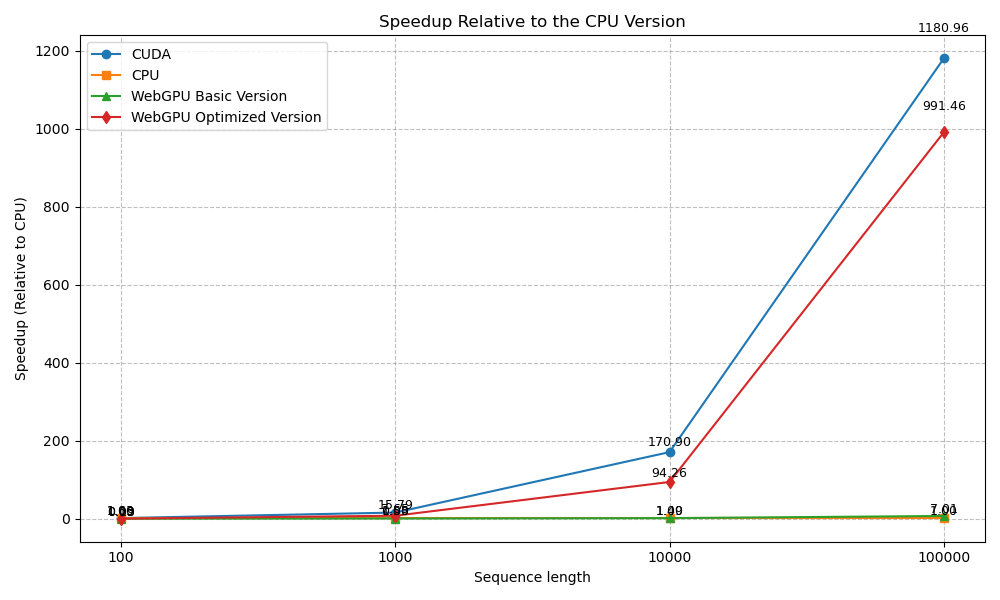 Speedup Relative to the CPU Version
CUDA
CPU
WebGPU Basic Version
WebGPU Optimized Version
Speedup (Relative to CPU)
1200
1000
800
600
400
200
0
1180.96
991.46
170.90
94.26
15.79
7.01
1.00
100
1000
10000
100000
Sequence length